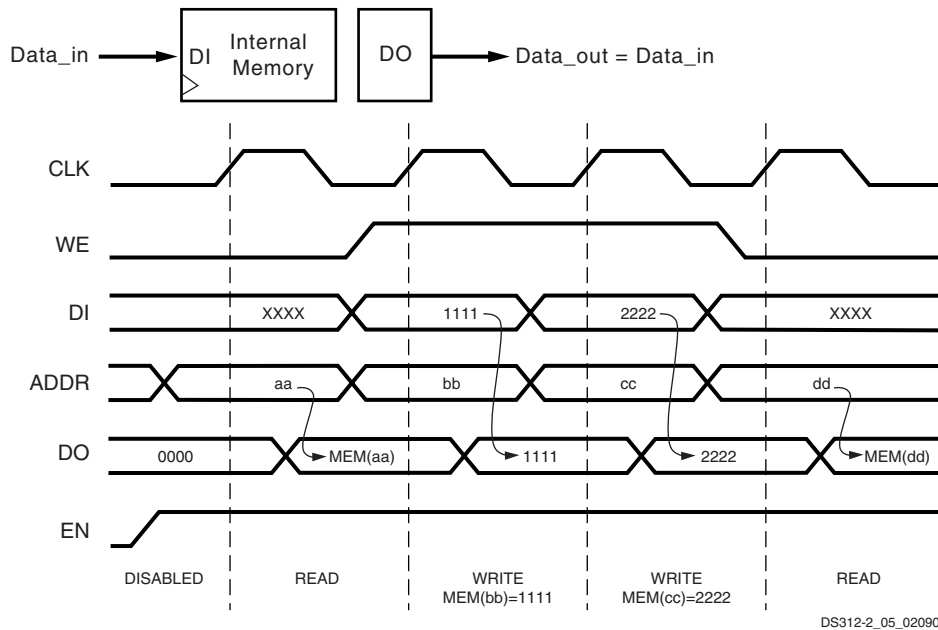 Data_in
DI
Internal
Memory
DO
Data_out = Data_in
CLK
WE
DI
XXXX
1111
2222
XXXX
ADDR
aa
bb
cc
dd
DO
0000
MEM(aa)
1111
2222
MEM(dd)
EN
DISABLED
READ
WRITE
MEM(bb)=1111
WRITE
MEM(cc)=2222
READ
DS312-2_05_02090